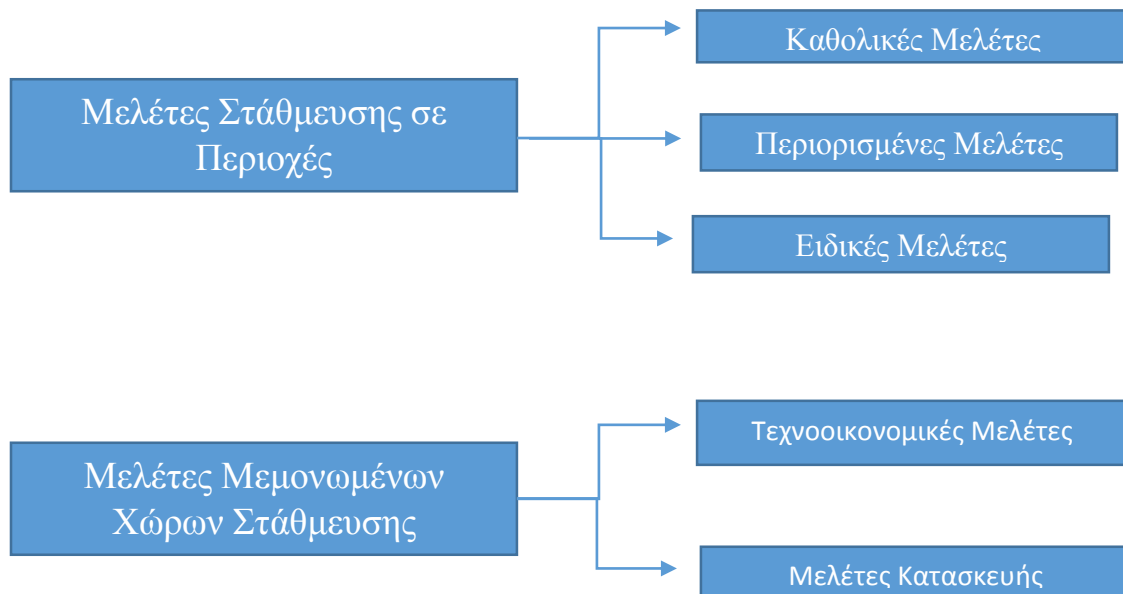 Μελέτες Στάθμευσης σε
Περιοχές
Καθολικές Μελέτες
Περιορισμένες Μελέτες
Ειδικές Μελέτες
Μελέτες Μεμονωμένων
Χώρων Στάθμευσης
Τεχνοοικονομικές Μελέτες
Μελέτες Κατασκευής